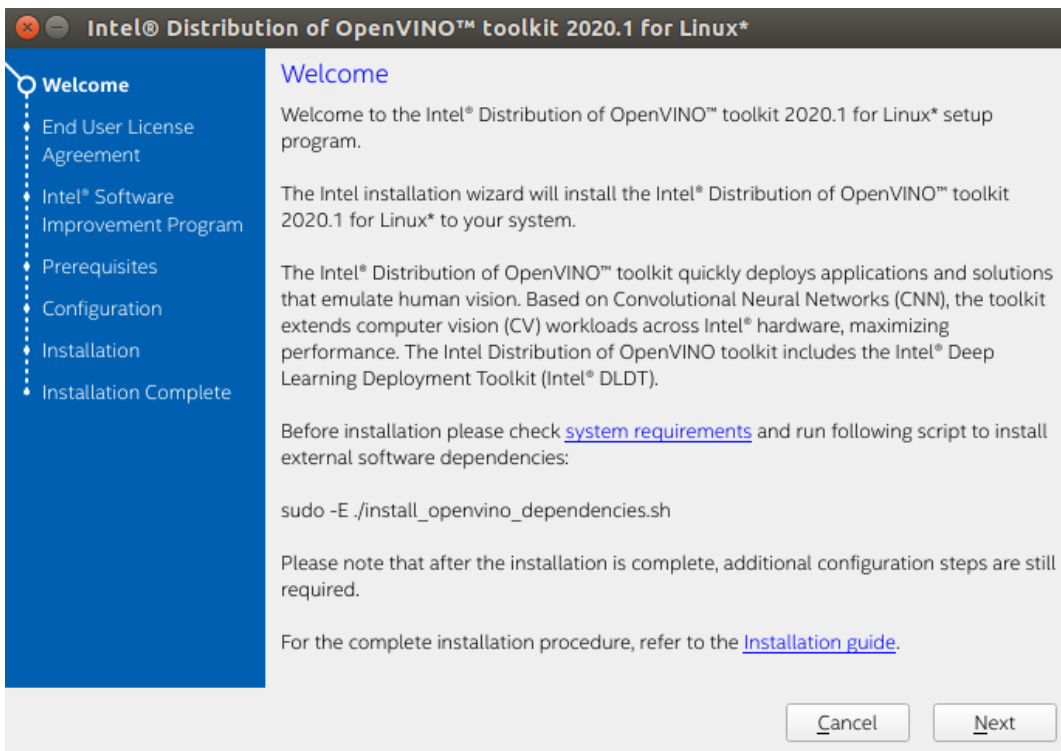 Intel® Distribution of OpenVINO™ toolkit 2020.1 for Linux*
Welcome
End User License
Agreement
Intel® Software
Improvement Program
Prerequisites
Configuration
Installation
Installation Complete
Welcome
Welcome to the Intel® Distribution of OpenVINO™ toolkit 2020.1 for Linux* setup
program.
The Intel installation wizard will install the Intel® Distribution of OpenVINO™ toolkit
2020.1 for Linux* to your system.
The Intel® Distribution of OpenVINO™ toolkit quickly deploys applications and solutions
that emulate human vision. Based on Convolutional Neural Networks (CNN), the toolkit
extends computer vision (CV) workloads across Intel® hardware, maximizing
performance. The Intel Distribution of OpenVINO toolkit includes the Intel® Deep
Learning Deployment Toolkit (Intel® DLDT).
Before installation please check system requirements and run following script to install
external software dependencies:
sudo -E ./install_openvino_dependencies.sh
Please note that after the installation is complete, additional configuration steps are still
required.
For the complete installation procedure, refer to the Installation guide.
Cancel
Next